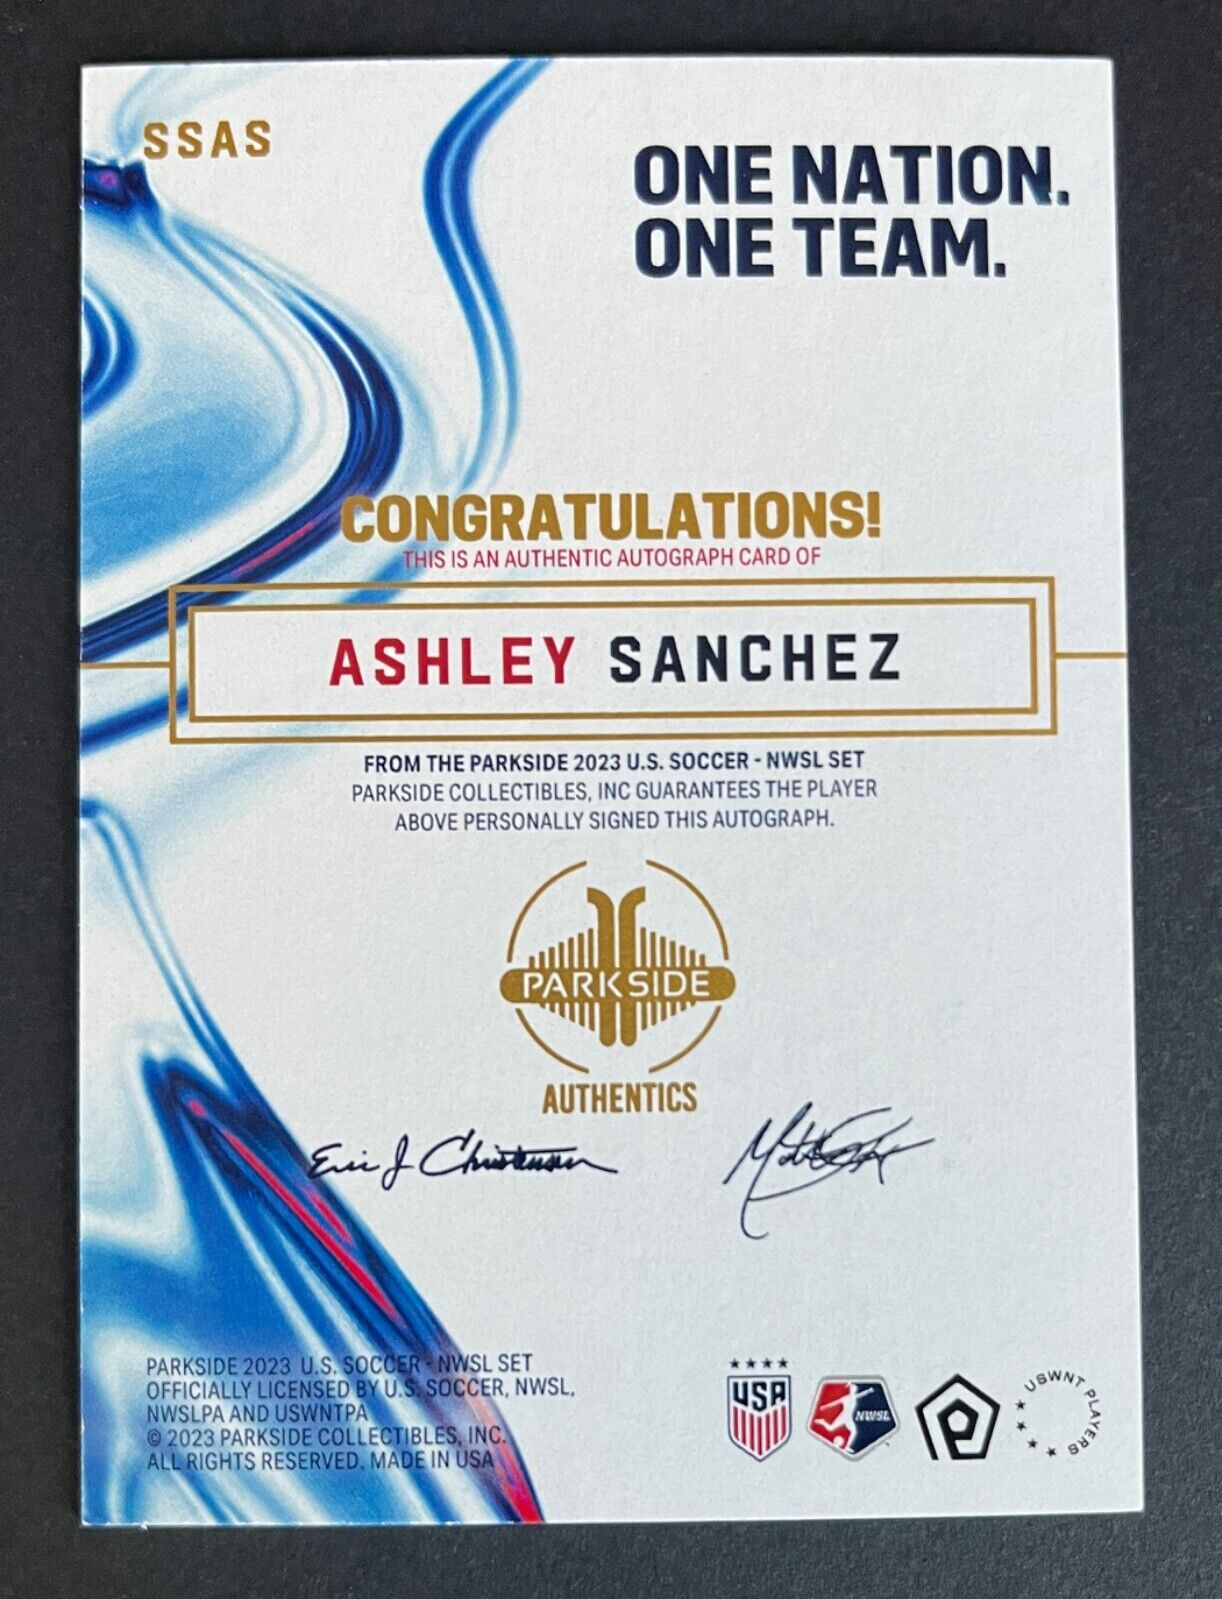 SSAS
ONE NATION.
ONE TEAM.
CONGRATULATIONS!
THIS IS AN AUTHENTIC AUTOGRAPH CARD OF
ASHLEY SANCHEZ
FROM THE PARKSIDE 2023 U.S. SOCCER - NWSL SET
PARKSIDE COLLECTIBLES, INC GUARANTEES THE PLAYER
ABOVE PERSONALLY SIGNED THIS AUTOGRAPH.
PARKSIDE
AUTHENTICS
Eric J Christensen
PARKSIDE 2023 U.S. SOCCER - NWSL SET
OFFICIALLY LICENSED BY U.S. SOCCER, NWSL,
NWSLPA AND USWNTPA
© 2023 PARKSIDE COLLECTIBLES, INC.
ALL RIGHTS RESERVED. MADE IN USA
USA
NWSL
USWNT PLAYERS